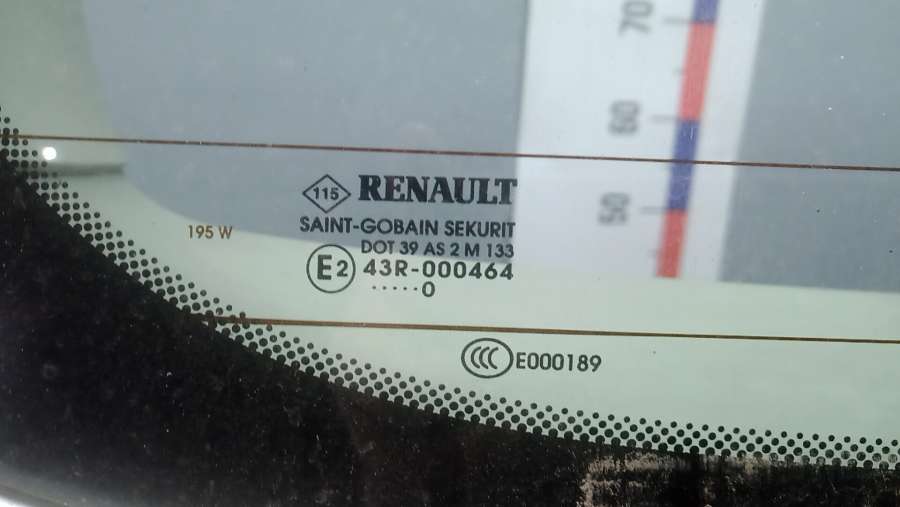 70
60
50
115 RENAULT
SAINT-GOBAIN SEKURIT
195 W
DOT 39 AS 2 M 133
E2 43R-000464
.....0
CCC E000189